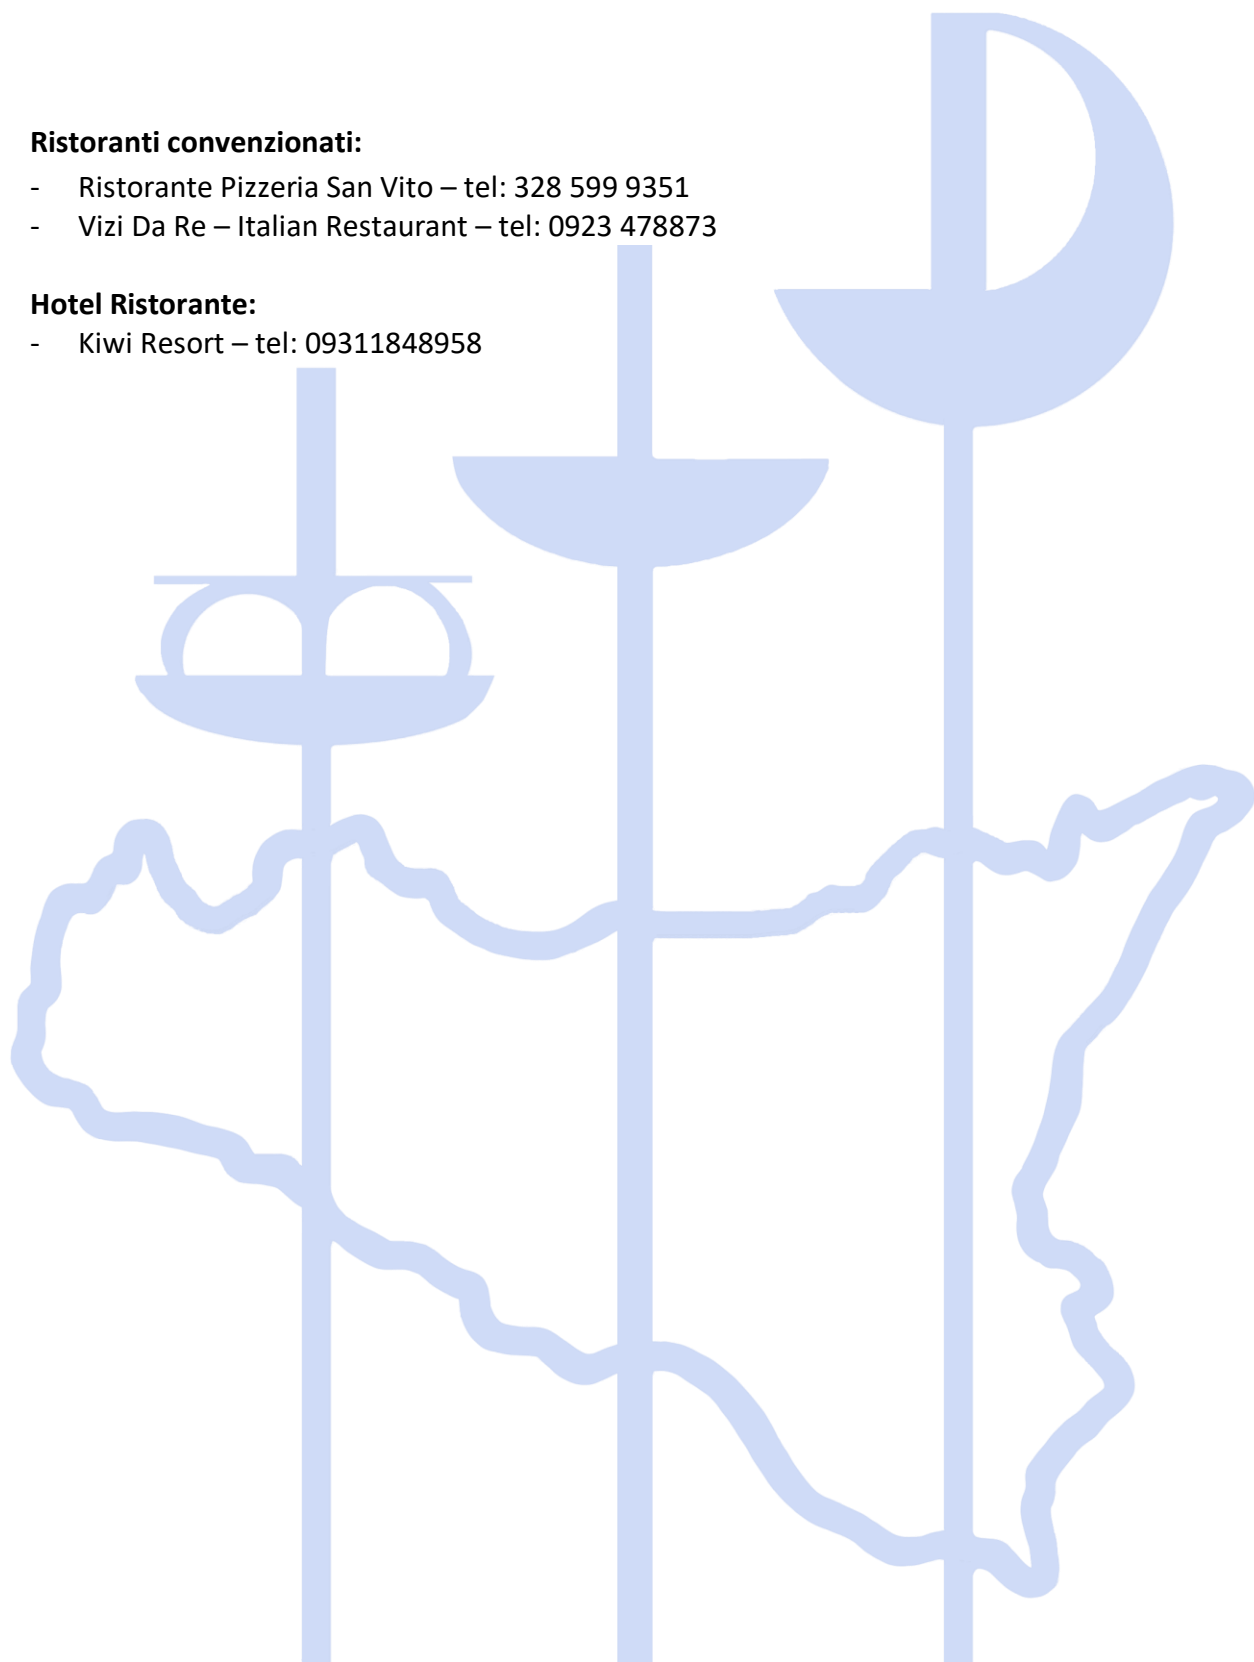 Ristoranti convenzionati:
- Ristorante Pizzeria San Vito – tel: 328 599 9351
- Vizi Da Re – Italian Restaurant – tel: 0923 478873
Hotel Ristorante:
- Kiwi Resort – tel: 09311848958